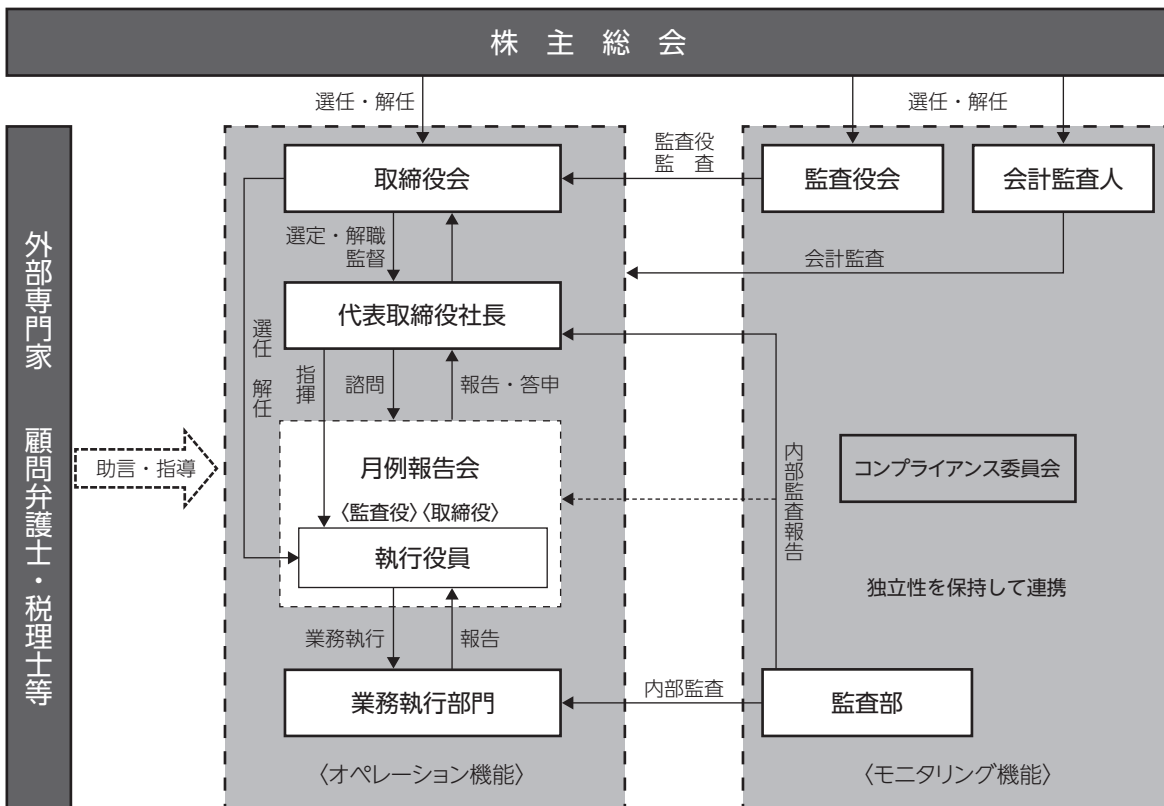 株主総会
選任・解任
選任・解任
外部専門家 顧問弁護士・税理士等
助言・指導
取締役会
監査役
監 査
監査役会
会計監査人
選定・解職
監督
会計監査
代表取締役社長
選任 解任
指揮
諮問
報告・答申
月例報告会
〈監査役〉〈取締役〉
執行役員
内部監査報告
コンプライアンス委員会
独立性を保持して連携
業務執行
報告
業務執行部門
内部監査
監査部
〈オペレーション機能〉
〈モニタリング機能〉